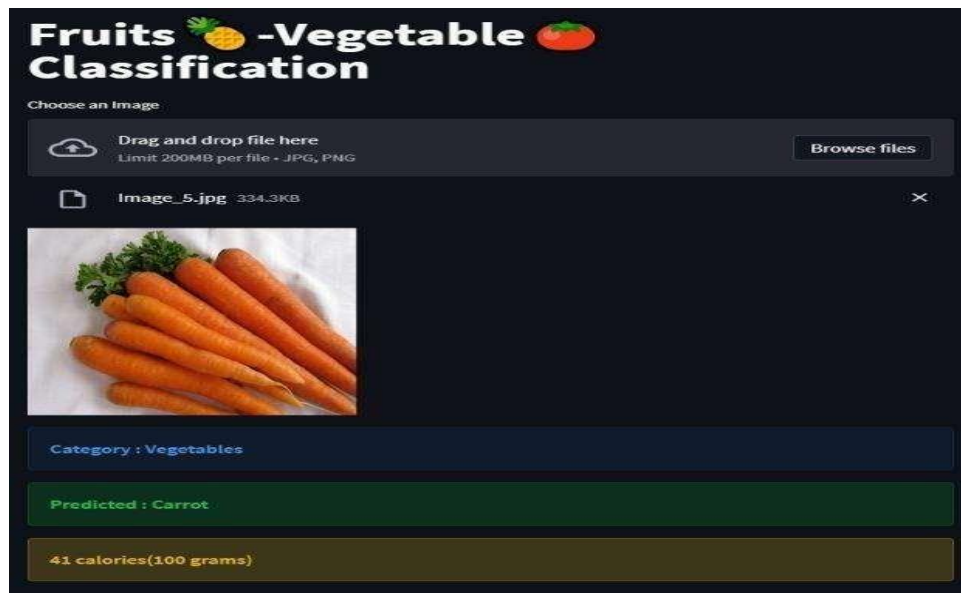 Fruits 🍍 -Vegetable 🍅
Classification
Choose an Image
Drag and drop file here
Limit 200MB per file • JPG, PNG
Browse files
Image_5.jpg 334.3KB
Category : Vegetables
Predicted : Carrot
41 calories(100 grams)